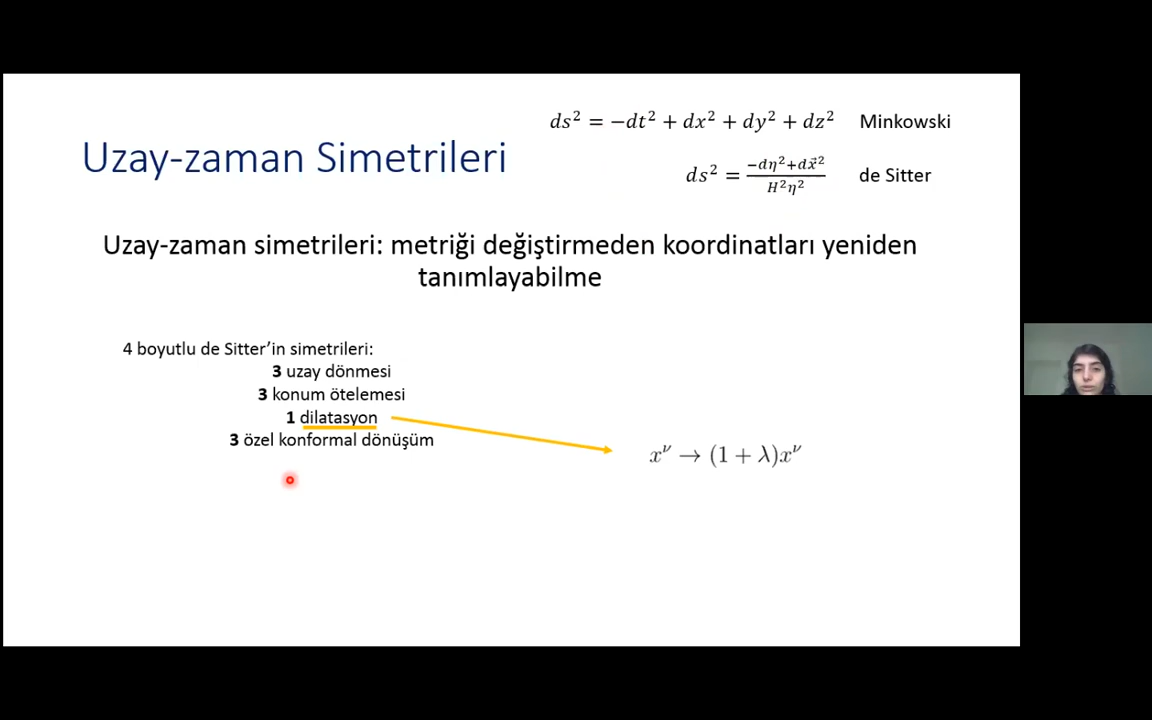 ds² = −dt² + dx² + dy² + dz² Minkowski
Uzay-zaman Simetrileri
ds² = (−dη²+dx⃗²)/(H²η²) de Sitter
Uzay-zaman simetrileri: metriği değiştirmeden koordinatları yeniden
tanımlayabilme
4 boyutlu de Sitter’in simetrileri:
3 uzay dönmesi
3 konum ötelemesi
1 dilatasyon
3 özel konformal dönüşüm
x^ν → (1 + λ)x^ν